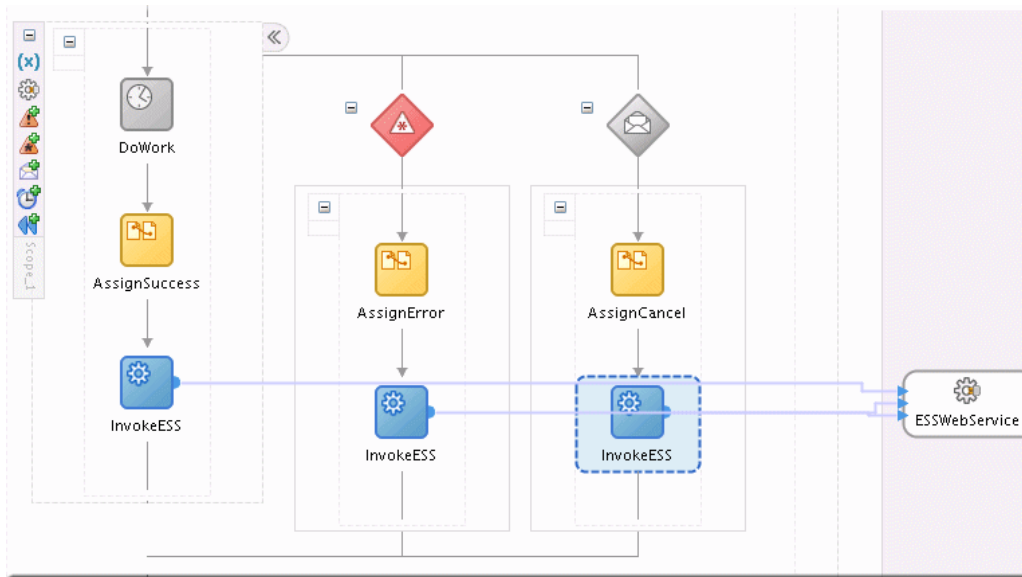 (x)
Scope_1
DoWork
AssignSuccess
InvokeESS
AssignError
InvokeESS
AssignCancel
InvokeESS
ESSWebService